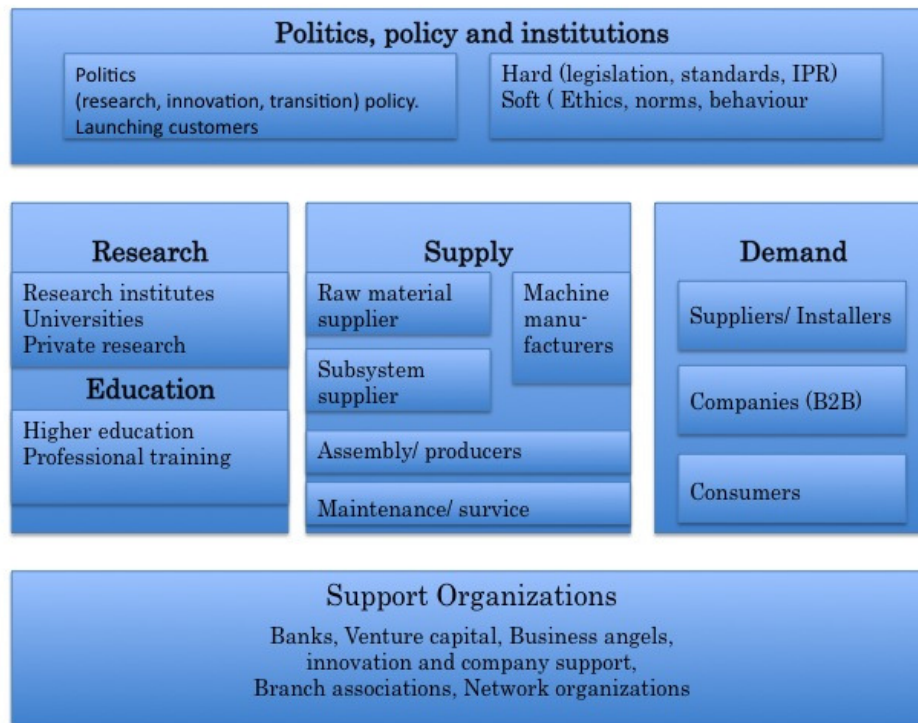 Politics, policy and institutions
Politics
(research, innovation, transition) policy.
Launching customers
Hard (legislation, standards, IPR)
Soft ( Ethics, norms, behaviour
Research
Research institutes
Universities
Private research
Education
Higher education
Professional training
Supply
Raw material
supplier
Machine
manu-
facturers
Subsystem
supplier
Assembly/ producers
Maintenance/ survice
Demand
Suppliers/ Installers
Companies (B2B)
Consumers
Support Organizations
Banks, Venture capital, Business angels,
innovation and company support,
Branch associations, Network organizations